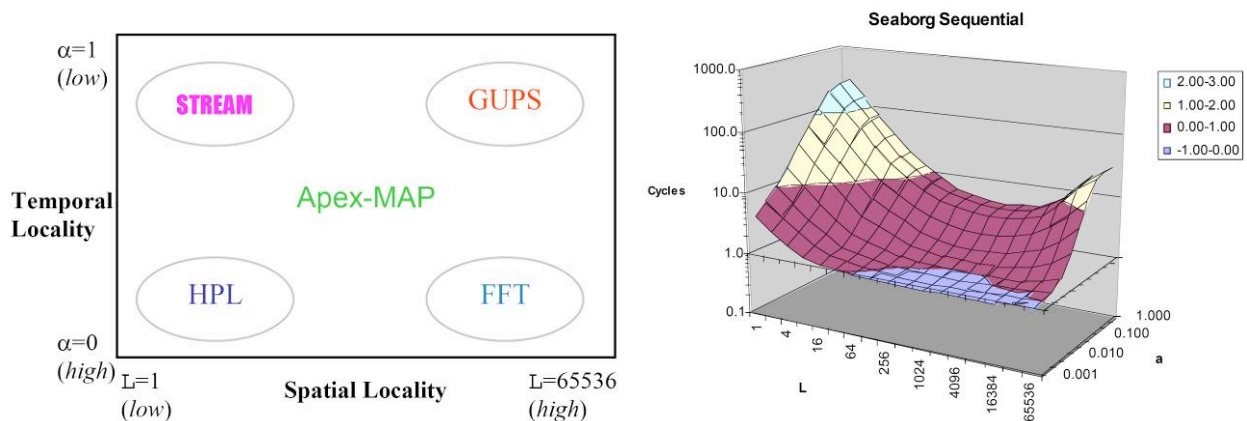 α=1
(low)
STREAM
GUPS
Temporal
Locality
Apex-MAP
HPL
FFT
α=0
(high)
L=1
(low)
Spatial Locality
L=65536
(high)
Seaborg Sequential
1000.0
100.0
Cycles
10.0
1.0
0.1
1
4
16
64
256
1024
4096
16384
65536
L
0.001
0.010
0.100
1.000
a
2.00-3.00
1.00-2.00
0.00-1.00
-1.00-0.00